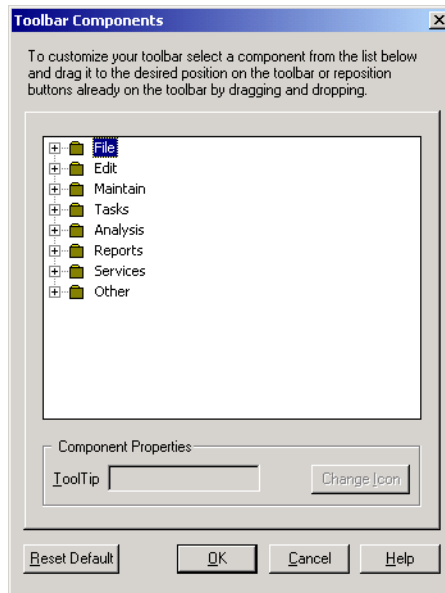 Toolbar Components
To customize your toolbar select a component from the list below
and drag it to the desired position on the toolbar or reposition
buttons already on the toolbar by dragging and dropping.
File
Edit
Maintain
Tasks
Analysis
Reports
Services
Other
Component Properties
ToolTip
Change Icon
Reset Default
OK
Cancel
Help